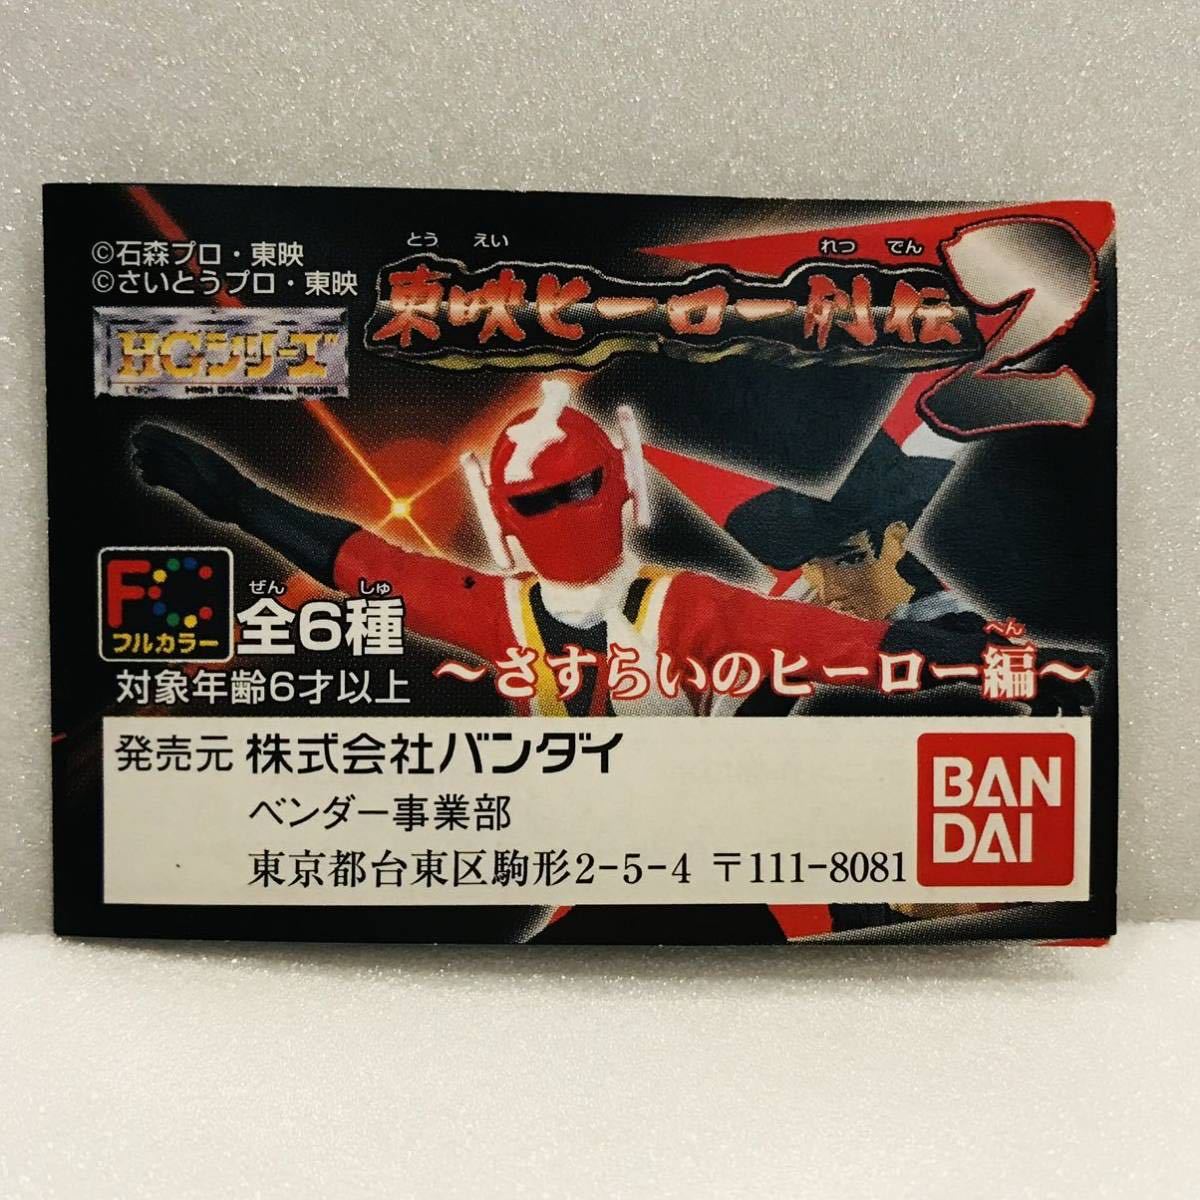 ©石森プロ・東映
©さいとうプロ・東映
とう えい れつ でん
東映ヒーロー列伝2
HGシリーズ
HIGH GRADE REAL FIGURE
FC
フルカラー
ぜん しゅ
全6種
対象年齢6才以上
へん
～さすらいのヒーロー編～
発売元 株式会社バンダイ
ベンダー事業部
東京都台東区駒形2-5-4 〒111-8081
BAN
DAI